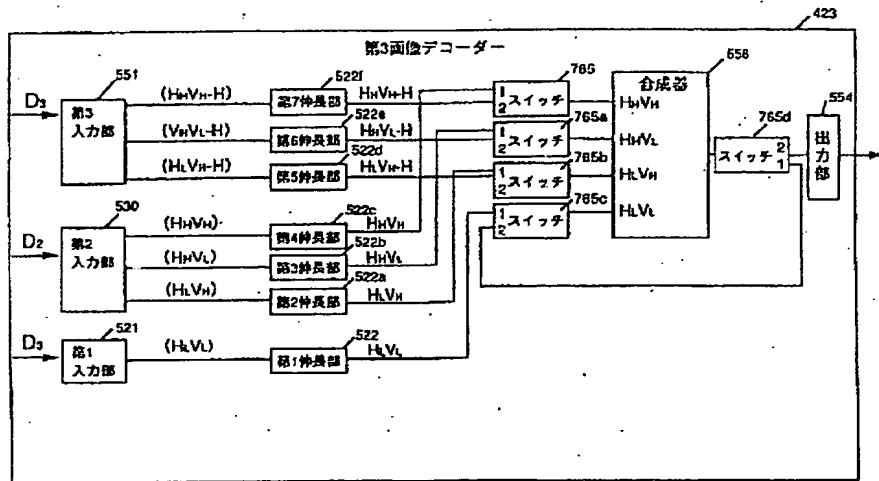 423
第3画像デコーダー
551
D3
第3
入力部
(HHVH-H)
522f
第7伸長部
HHVH-H
(VHVL-H)
522e
第6伸長部
HHVL-H
(HLVH-H)
522d
第5伸長部
HLVH-H
765
1
2
スイッチ
765a
1
2
スイッチ
765b
1
2
スイッチ
765c
1
2
スイッチ
556
合成器
HHVH
HHVL
HLVH
HLVL
765d
スイッチ
2
1
554
出力部
530
D2
第2
入力部
(HHVH)
522c
第4伸長部
HHVH
(HHVL)
522b
第3伸長部
HHVL
(HLVH)
522a
第2伸長部
HLVH
521
D3
第1
入力部
(HLVL)
522
第1伸長部
HLVL